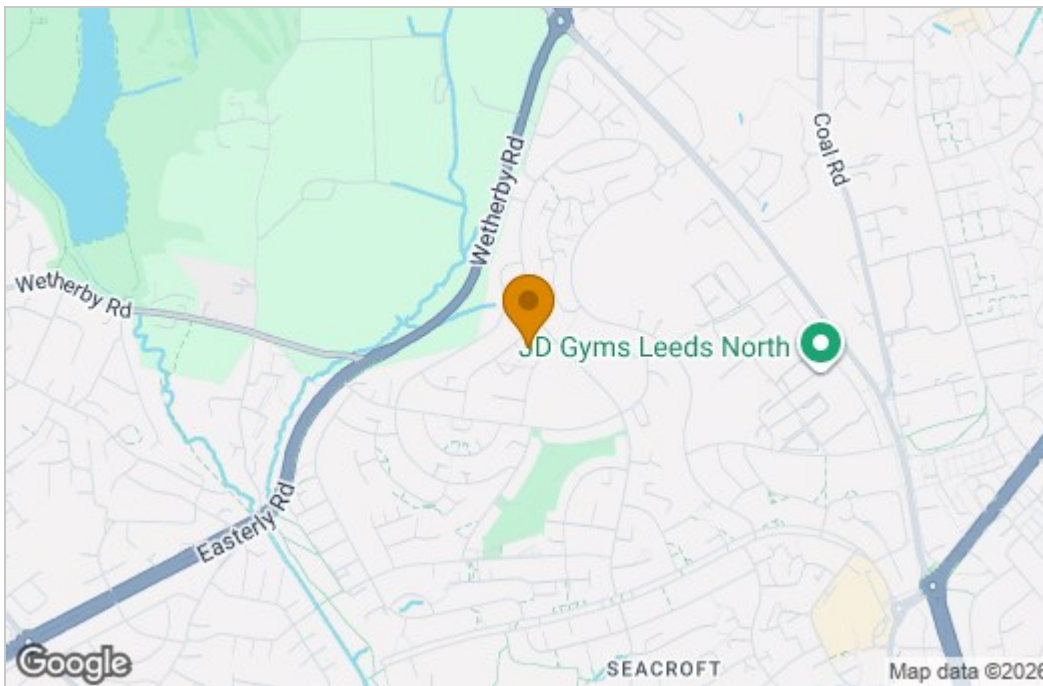 Wetherby Rd
Coal Rd
Wetherby Rd
JD Gyms Leeds North
Easterly Rd
SEACROFT
Google
Map data ©2026